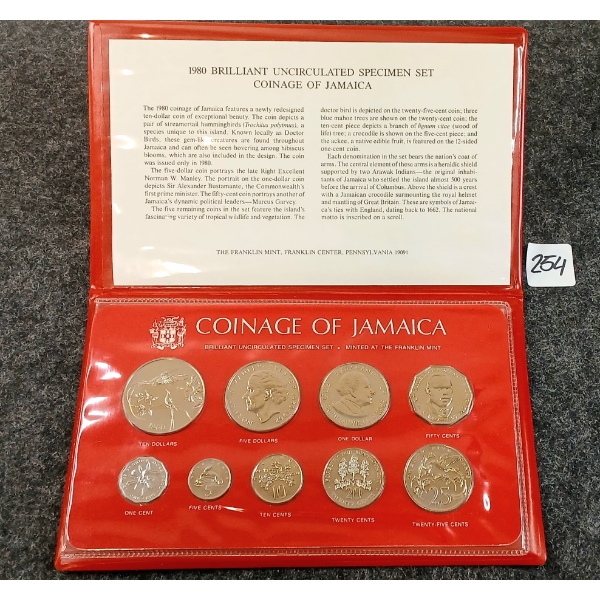 1980 BRILLIANT UNCIRCULATED SPECIMEN SET
COINAGE OF JAMAICA
The 1980 coinage of Jamaica features a newly redesigned
ten-dollar coin of exceptional beauty. The coin depicts a
pair of streamertail hummingbirds (Trochilus polytmus), a
species unique to this island. Known locally as Doctor
Birds, these gem-like creatures are found throughout
Jamaica and can often be seen hovering among hibiscus
blooms, which are also included in the design. The coin
was issued only in 1980.
The five-dollar coin portrays the late Right Excellent
Norman W. Manley. The portrait on the one-dollar coin
depicts Sir Alexander Bustamante, the Commonwealth's
first prime minister. The fifty-cent coin portrays another of
Jamaica's dynamic political leaders—Marcus Garvey.
The five remaining coins in the set feature the island's
fascinating variety of tropical wildlife and vegetation. The
doctor bird is depicted on the twenty-five-cent coin; three
blue mahoe trees are shown on the twenty-cent coin; the
ten-cent piece depicts a branch of lignum vitae (wood of
life) tree; a crocodile is shown on the five-cent piece; and
the ackee, a native edible fruit, is featured on the 12-sided
one-cent coin.
Each denomination in the set bears the nation's coat of
arms. The central element of these arms is a heraldic shield
supported by two Arawak Indians—the original inhabi-
tants of Jamaica who settled the island almost 500 years
before the arrival of Columbus. Above the shield is a crest
with a Jamaican crocodile surmounting the royal helmet
and mantling of Great Britain. These are symbols of Jamai-
ca's ties with England, dating back to 1662. The national
motto is inscribed on a scroll.
THE FRANKLIN MINT, FRANKLIN CENTER, PENNSYLVANIA 19091
254
COINAGE OF JAMAICA
BRILLIANT UNCIRCULATED SPECIMEN SET • MINTED AT THE FRANKLIN MINT
TEN DOLLARS
FIVE DOLLARS
ONE DOLLAR
FIFTY CENTS
5
10
25
ONE CENT
FIVE CENTS
TEN CENTS
TWENTY CENTS
TWENTY-FIVE CENTS